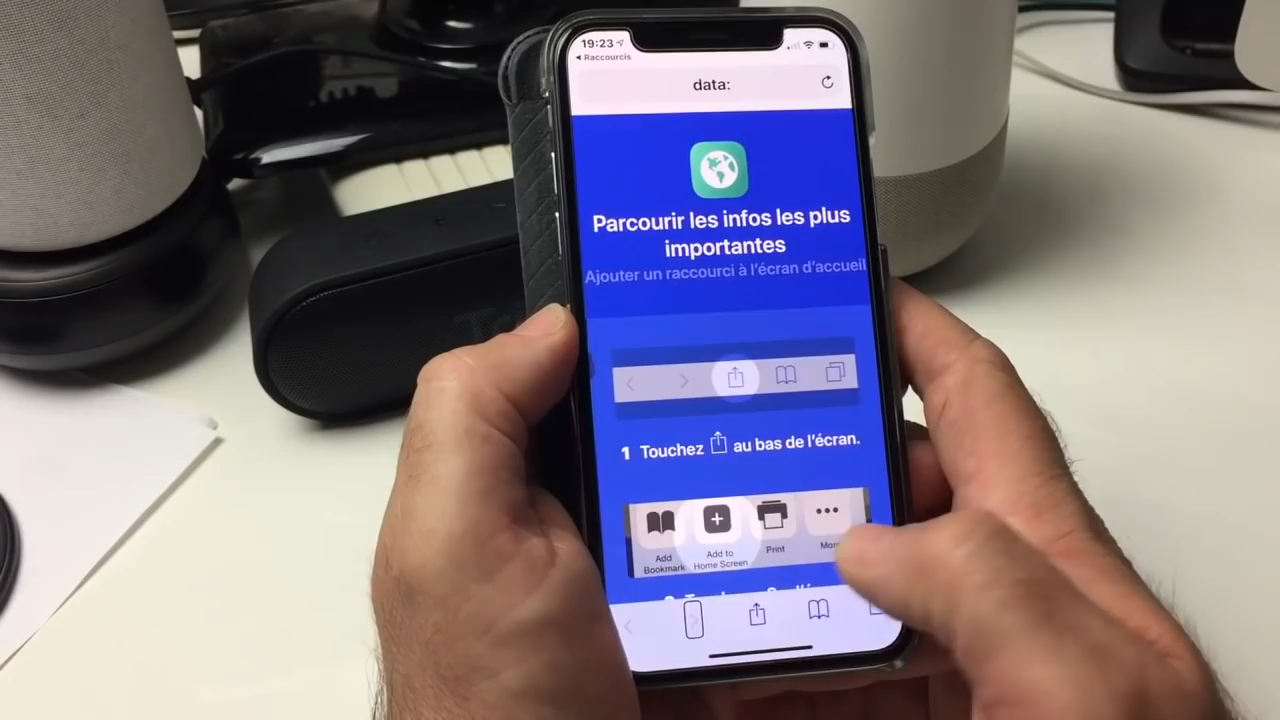 19:23
Raccourcis
data:
Parcourir les infos les plus
importantes
Ajouter un raccourci à l'écran d'accueil
1 Touchez au bas de l'écran.
Add
Bookmark
Add to
Home Screen
Print